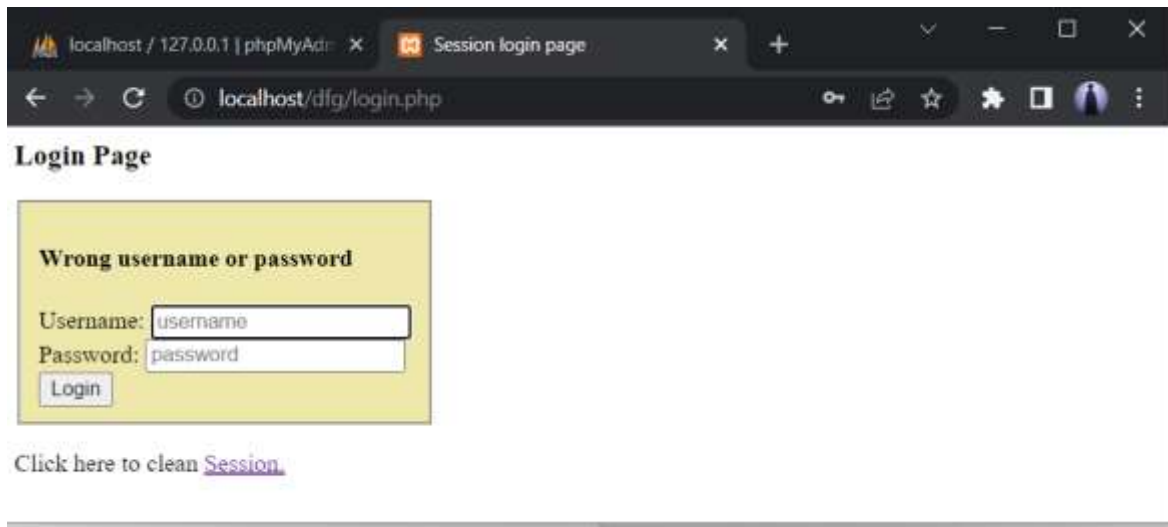 localhost / 127.0.0.1 | phpMyAdm
Session login page
localhost/dfg/login.php
Login Page
Wrong username or password
Username: username
Password: password
Login
Click here to clean Session.